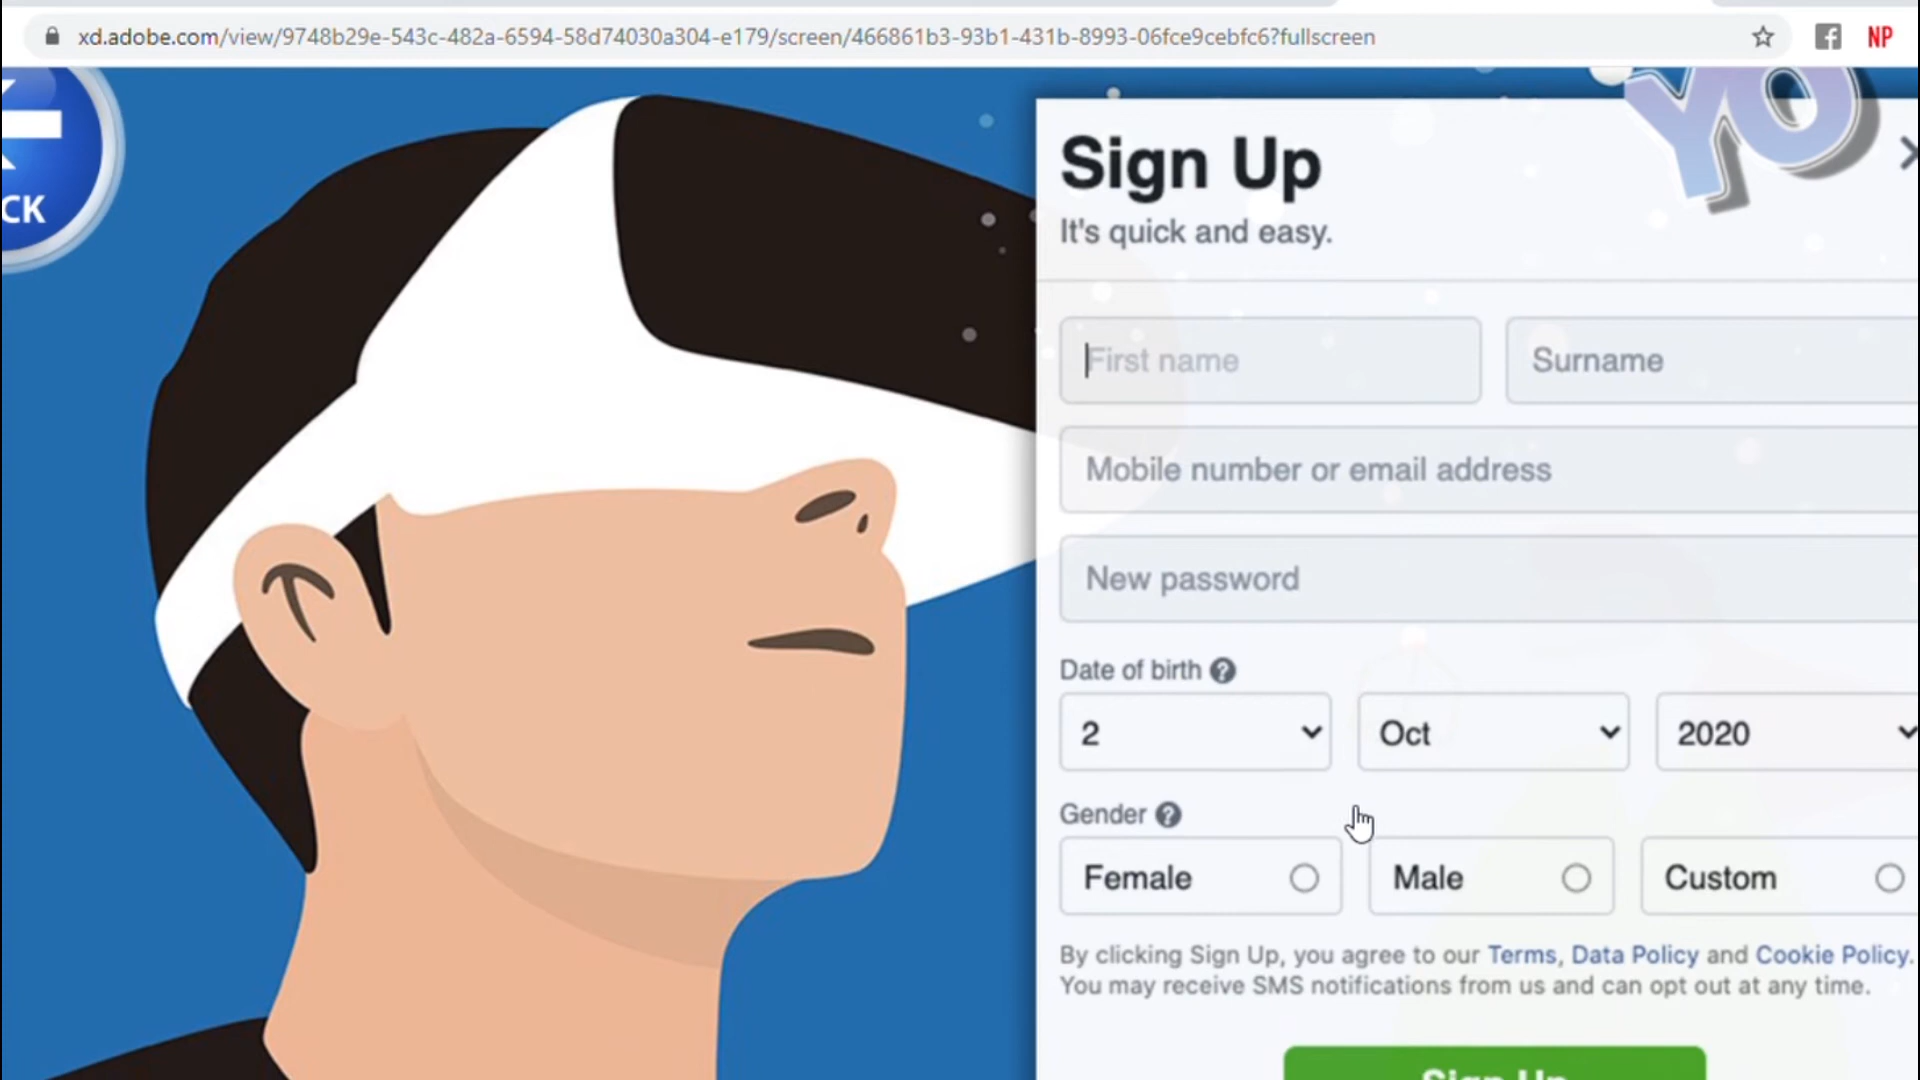 xd.adobe.com/view/9748b29e-543c-482a-6594-58d74030a304-e179/screen/466861b3-93b1-431b-8993-06fce9cebfc6?fullscreen
NP
CK
YO
Sign Up
It's quick and easy.
First name
Surname
Mobile number or email address
New password
Date of birth
2
Oct
2020
Gender
Female
Male
Custom
By clicking Sign Up, you agree to our Terms, Data Policy and Cookie Policy.
You may receive SMS notifications from us and can opt out at any time.
Sign Up